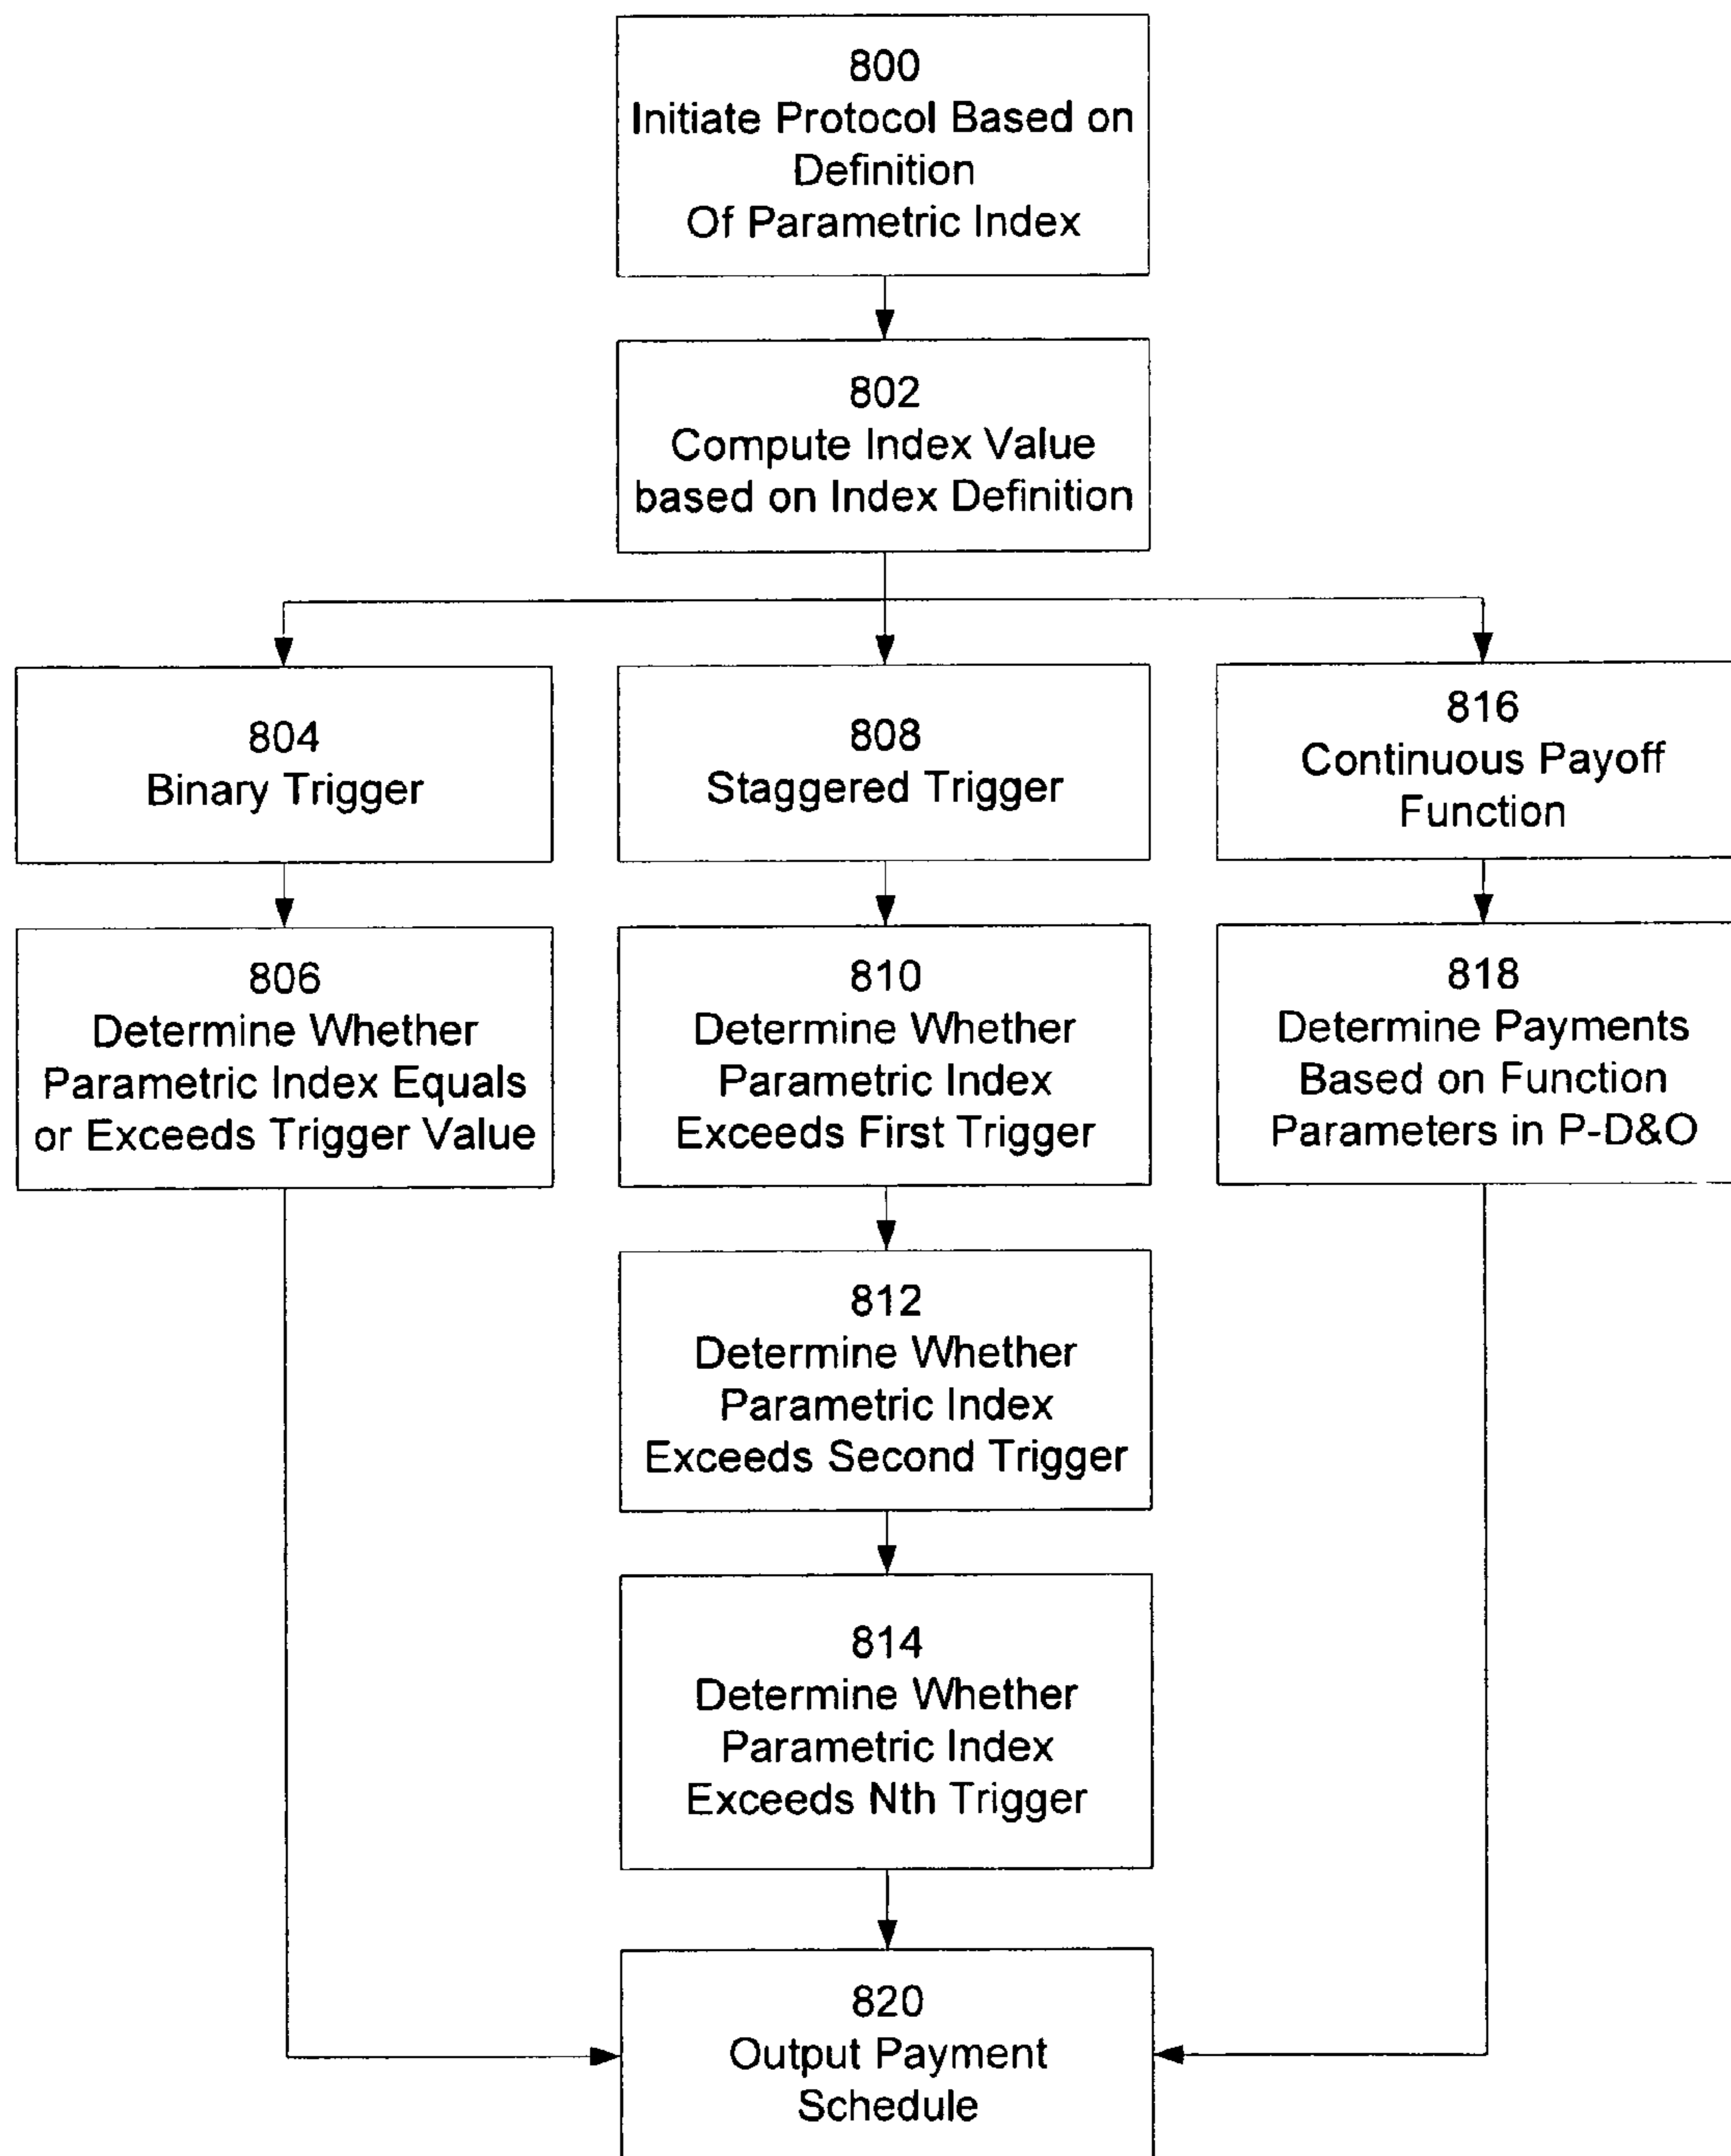 800
Initiate Protocol Based on
Definition
Of Parametric Index
802
Compute Index Value
based on Index Definition
804
Binary Trigger
808
Staggered Trigger
816
Continuous Payoff
Function
806
Determine Whether
Parametric Index Equals
or Exceeds Trigger Value
810
Determine Whether
Parametric Index
Exceeds First Trigger
818
Determine Payments
Based on Function
Parameters in P-D&O
812
Determine Whether
Parametric Index
Exceeds Second Trigger
814
Determine Whether
Parametric Index
Exceeds Nth Trigger
820
Output Payment
Schedule